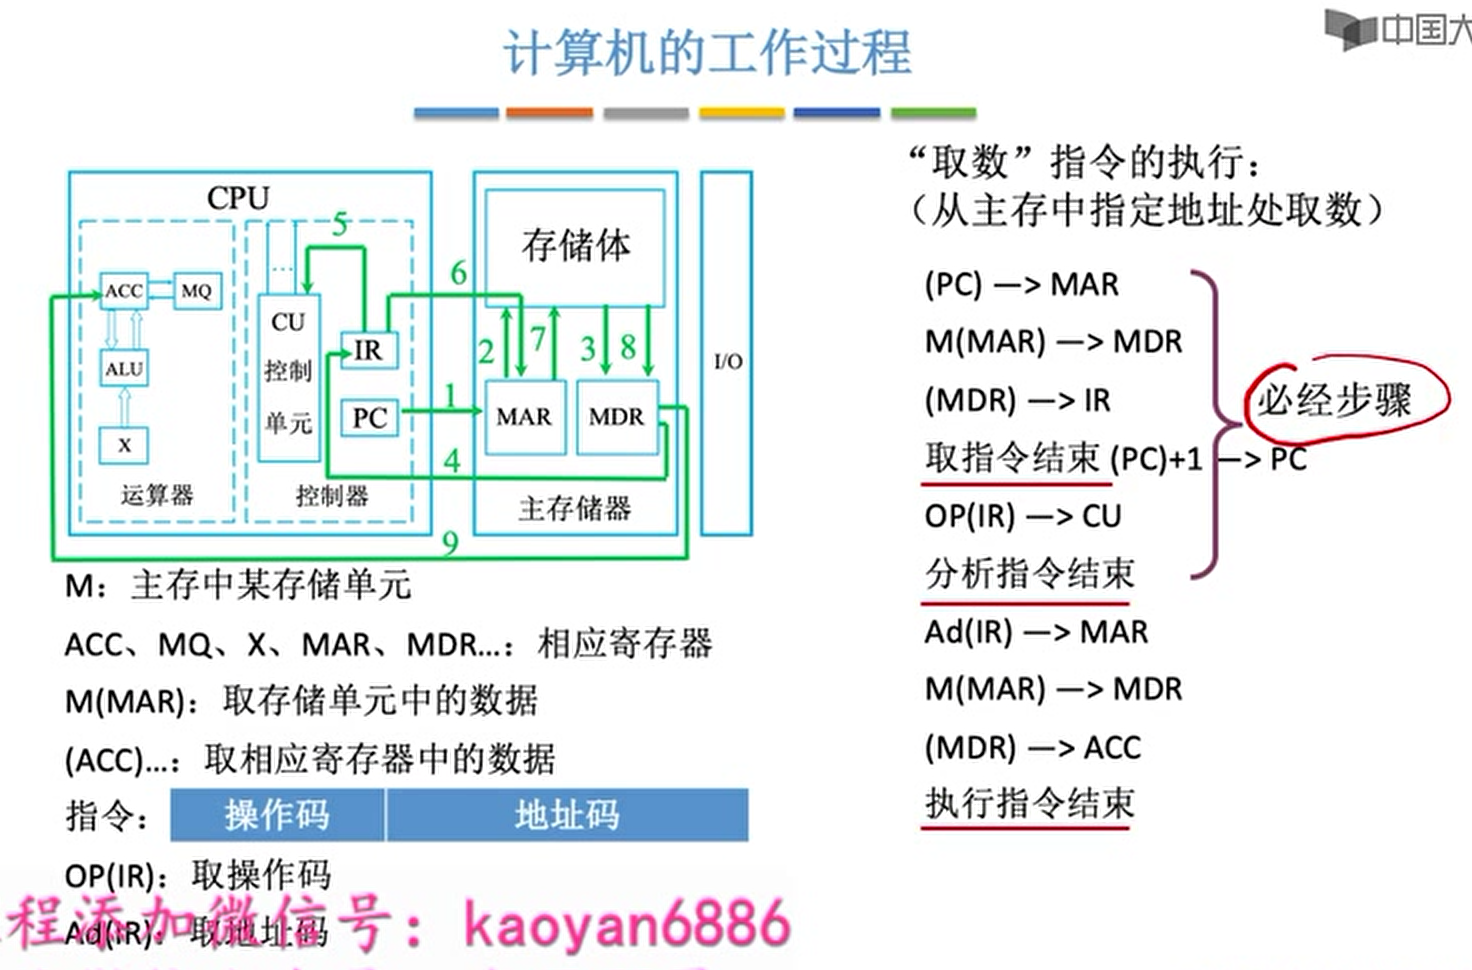 中国大
计算机的工作过程
“取数”指令的执行：
（从主存中指定地址处取数）
CPU
5
6
存储体
ACC
MQ
…
CU
控制
单元
IR
2
7
3
8
I/O
ALU
PC
1
MAR
MDR
X
4
运算器
控制器
主存储器
9
(PC) —> MAR
M(MAR) —> MDR
(MDR) —> IR
必经步骤
取指令结束 (PC)+1 —> PC
OP(IR) —> CU
分析指令结束
Ad(IR) —> MAR
M(MAR) —> MDR
(MDR) —> ACC
执行指令结束
M：主存中某存储单元
ACC、MQ、X、MAR、MDR…：相应寄存器
M(MAR)：取存储单元中的数据
(ACC)…：取相应寄存器中的数据
指令： 操作码 地址码
OP(IR)：取操作码
Ad(IR)：取地址码
程添加微信号：kaoyan6886